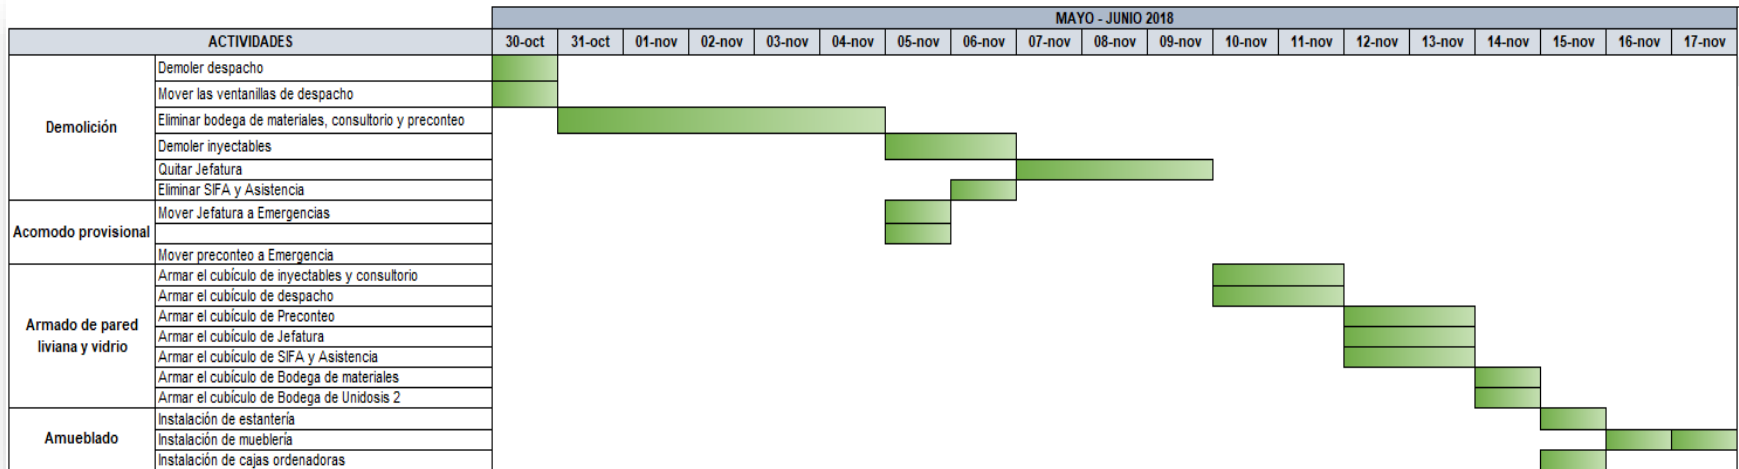 MAYO - JUNIO 2018
ACTIVIDADES 30-oct 31-oct 01-nov 02-nov 03-nov 04-nov 05-nov 06-nov 07-nov 08-nov 09-nov 10-nov 11-nov 12-nov 13-nov 14-nov 15-nov 16-nov 17-nov
Demolición
Demoler despacho
Mover las ventanillas de despacho
Eliminar bodega de materiales, consultorio y preconteo
Demoler inyectables
Quitar Jefatura
Eliminar SIFA y Asistencia
Acomodo provisional
Mover Jefatura a Emergencias
Mover preconteo a Emergencia
Armado de pared
liviana y vidrio
Armar el cubículo de inyectables y consultorio
Armar el cubículo de despacho
Armar el cubículo de Preconteo
Armar el cubículo de Jefatura
Armar el cubículo de SIFA y Asistencia
Armar el cubículo de Bodega de materiales
Armar el cubículo de Bodega de Unidosis 2
Amueblado
Instalación de estantería
Instalación de mueblería
Instalación de cajas ordenadoras